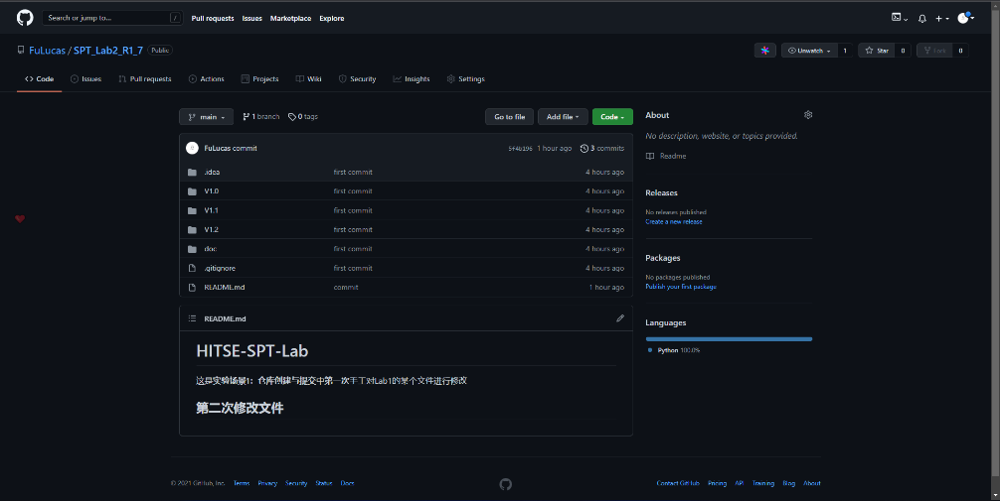 Search or jump to... /
Pull requests Issues Marketplace Explore
FuLucas / SPT_Lab2_R1_7 Public
Unwatch 1 Star 0 Fork 0
Code Issues Pull requests Actions Projects Wiki Security Insights Settings
main 1 branch 0 tags Go to file Add file Code
FuLucas commit 5f4b196 1 hour ago 3 commits
.idea first commit 4 hours ago
V1.0 first commit 4 hours ago
V1.1 first commit 4 hours ago
V1.2 first commit 4 hours ago
doc first commit 4 hours ago
.gitignore first commit 4 hours ago
README.md commit 1 hour ago
README.md
HITSE-SPT-Lab
这是实验场景1：仓库创建与提交中第一次手工对Lab1的某个文件进行修改
第二次修改文件
About
No description, website, or topics provided.
Readme
Releases
No releases published
Create a new release
Packages
No packages published
Publish your first package
Languages
Python 100.0%
© 2021 GitHub, Inc. Terms Privacy Security Status Docs
Contact GitHub Pricing API Training Blog About